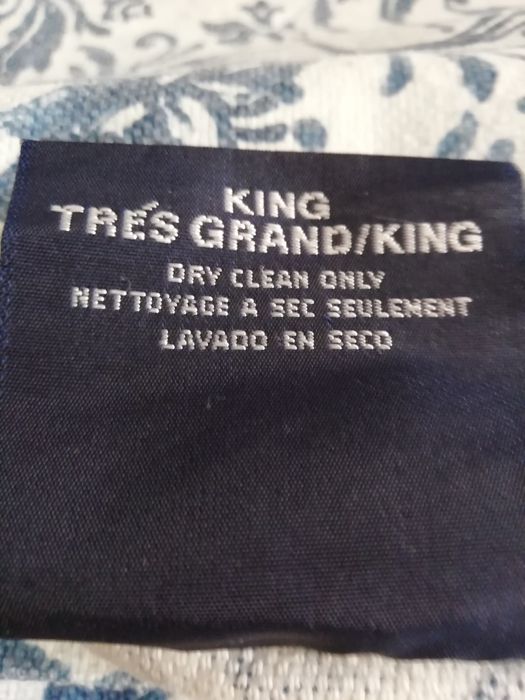 KING
TRÉS GRAND/KING
DRY CLEAN ONLY
NETTOYAGE A SEC SEULEMENT
LAVADO EN SECO